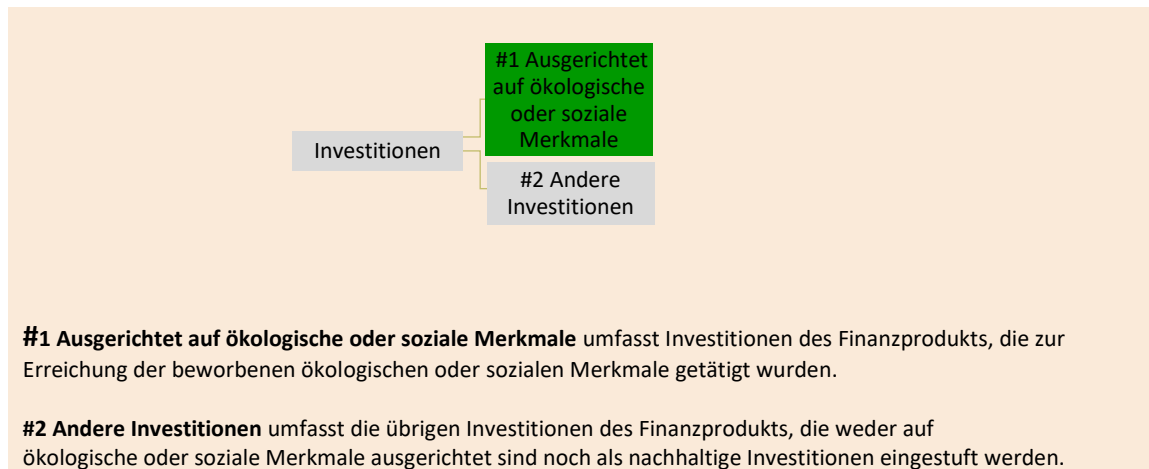 #1 Ausgerichtet
auf ökologische
oder soziale
Merkmale
Investitionen
#2 Andere
Investitionen
#1 Ausgerichtet auf ökologische oder soziale Merkmale umfasst Investitionen des Finanzprodukts, die zur
Erreichung der beworbenen ökologischen oder sozialen Merkmale getätigt wurden.
#2 Andere Investitionen umfasst die übrigen Investitionen des Finanzprodukts, die weder auf
ökologische oder soziale Merkmale ausgerichtet sind noch als nachhaltige Investitionen eingestuft werden.